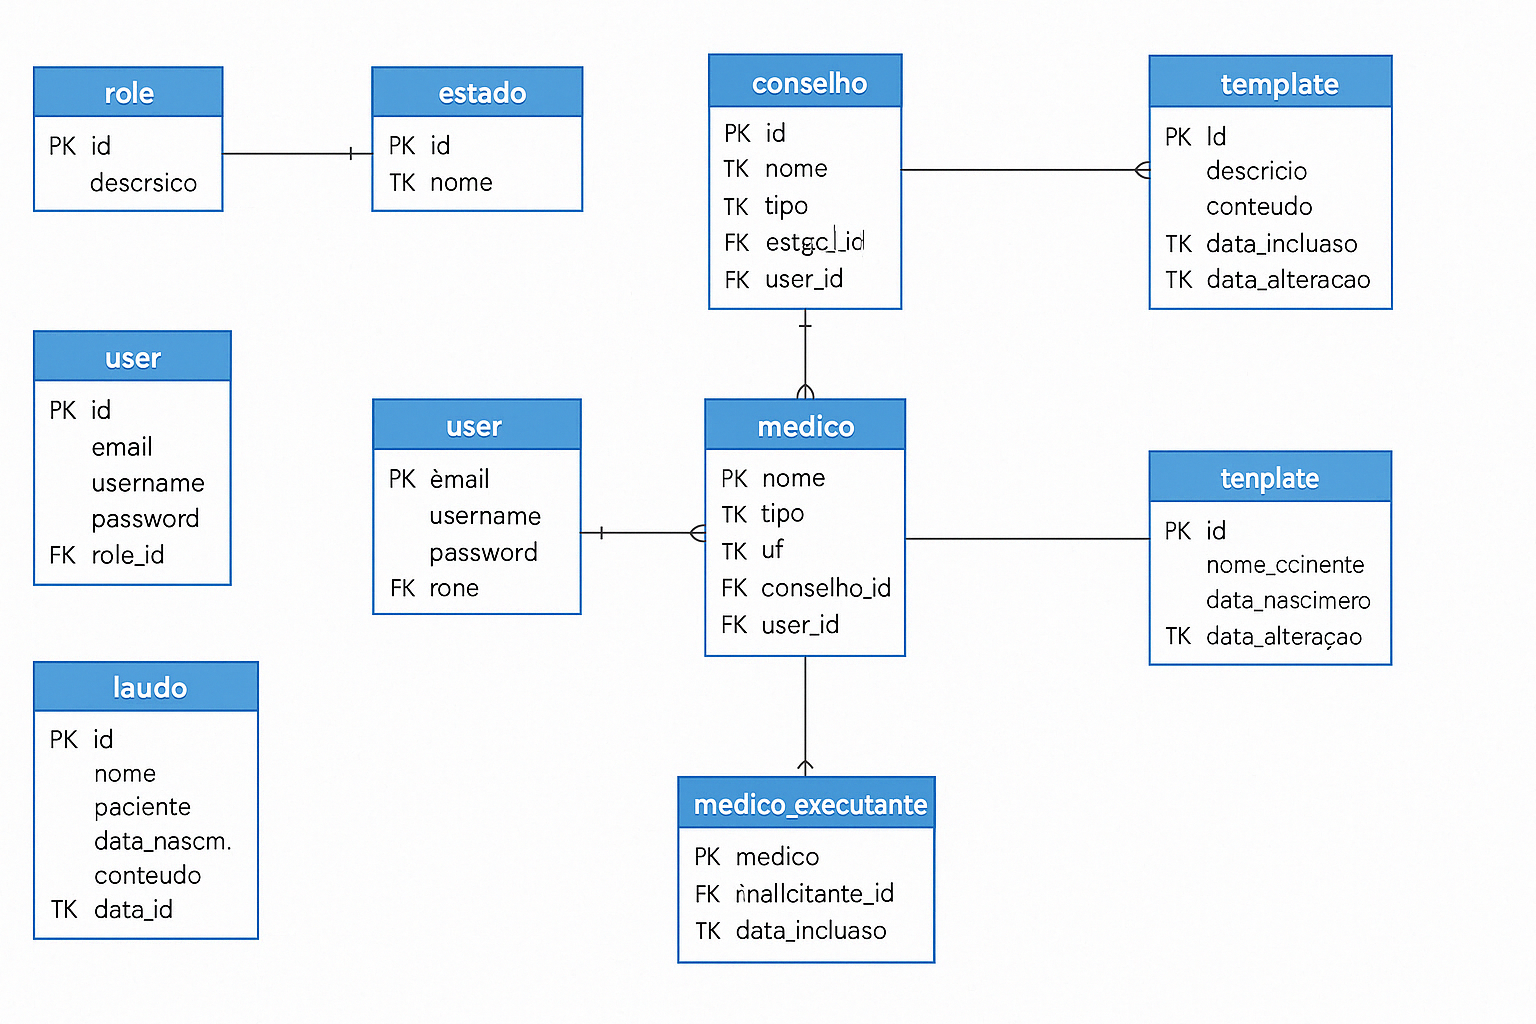 role
PK id
descrsico
estado
PK id
TK nome
conselho
PK id
TK nome
TK tipo
FK
FK user_id
template
PK Id
descricio
conteudo
TK data_incluaso
TK data_alteracao
user
PK id
email
username
password
FK role_id
user
PK èmail
username
password
FK rone
medico
PK nome
TK tipo
TK uf
FK conselho_id
FK user_id
tenplate
PK id
nome_ccinente
data_nascimero
TK data_alteraçao
laudo
PK id
nome
paciente
data_nascm.
conteudo
TK data_id
medico_executante
PK medico
FK
TK data_incluaso